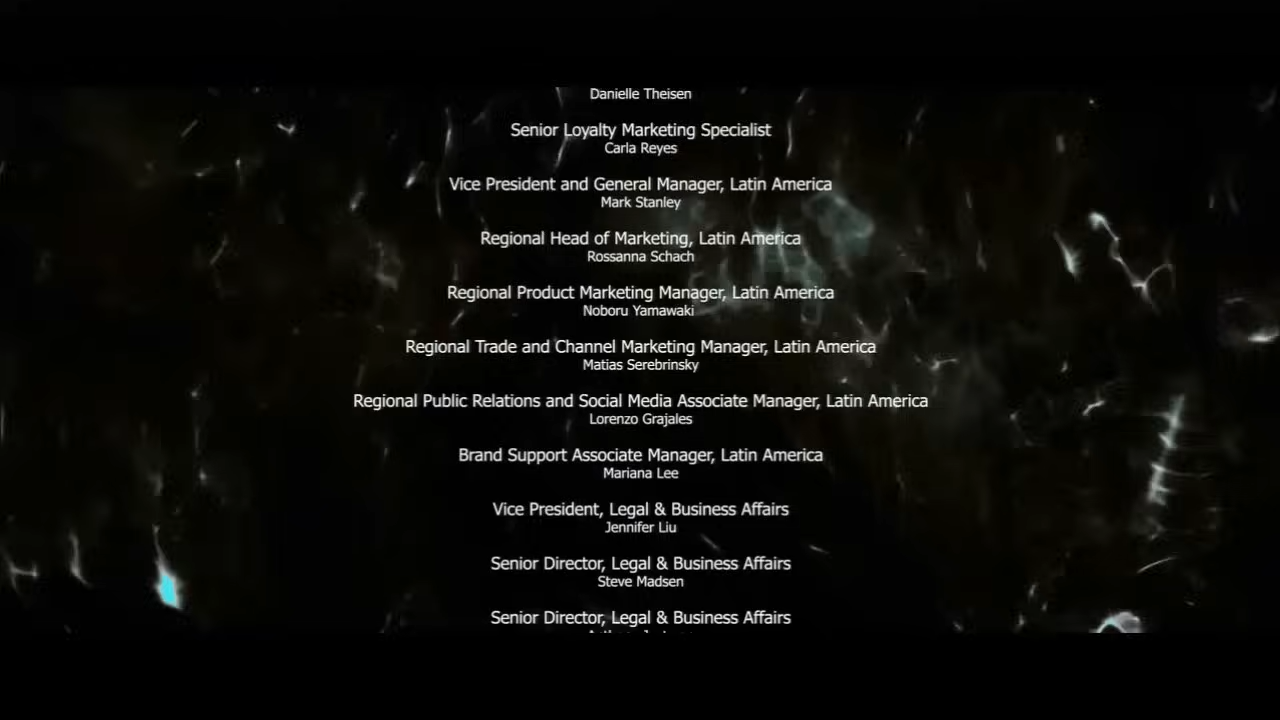 Danielle Theisen
Senior Loyalty Marketing Specialist
Carla Reyes
Vice President and General Manager, Latin America
Mark Stanley
Regional Head of Marketing, Latin America
Rossanna Schach
Regional Product Marketing Manager, Latin America
Noboru Yamawaki
Regional Trade and Channel Marketing Manager, Latin America
Matias Serebrinsky
Regional Public Relations and Social Media Associate Manager, Latin America
Lorenzo Grajales
Brand Support Associate Manager, Latin America
Mariana Lee
Vice President, Legal & Business Affairs
Jennifer Liu
Senior Director, Legal & Business Affairs
Steve Madsen
Senior Director, Legal & Business Affairs